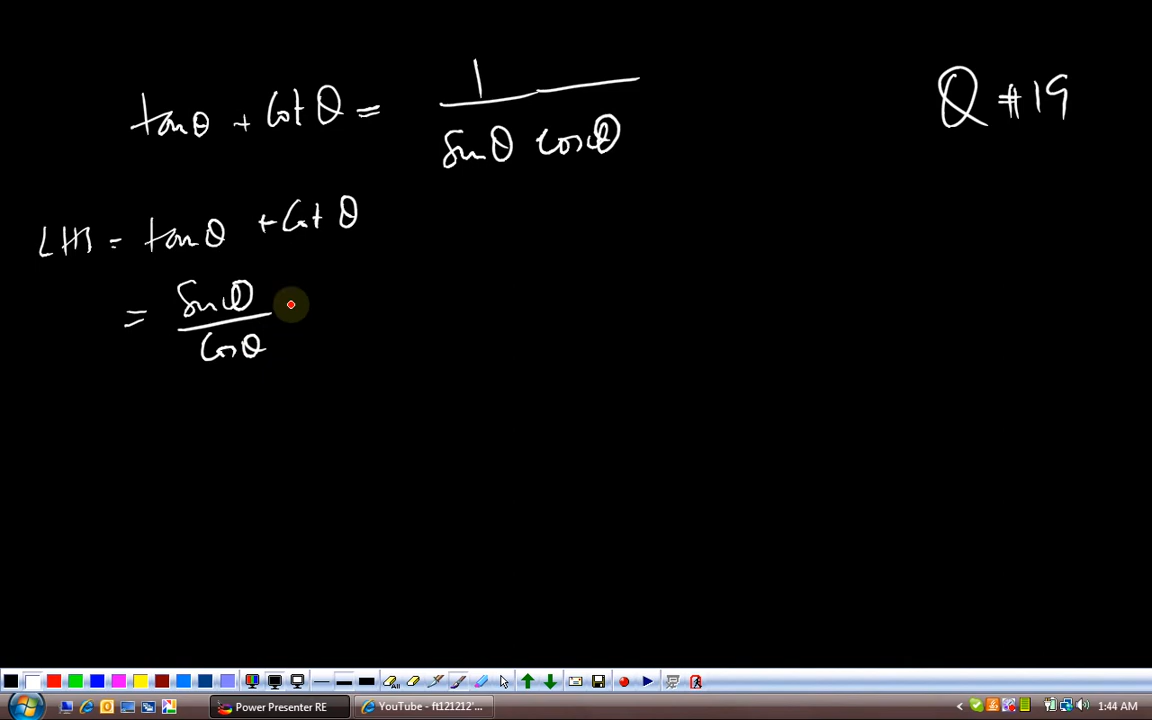 tanθ + Cotθ = 1 / sinθ cosθ
Q #19
LHS = tanθ + Cotθ
= sinθ / Cosθ
All
Power Presenter RE
YouTube - ft121212'...
1:44 AM